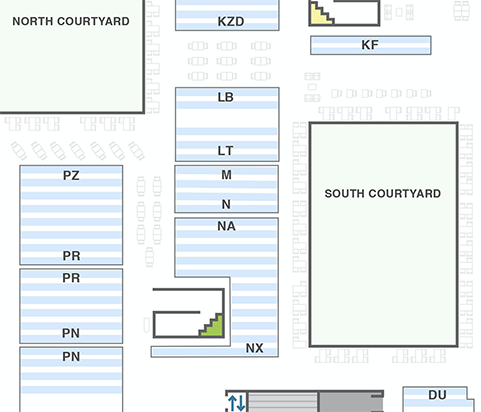 NORTH COURTYARD
KZD
KF
LB
LT
M
N
NA
NX
PZ
PR
PR
PN
PN
SOUTH COURTYARD
DU